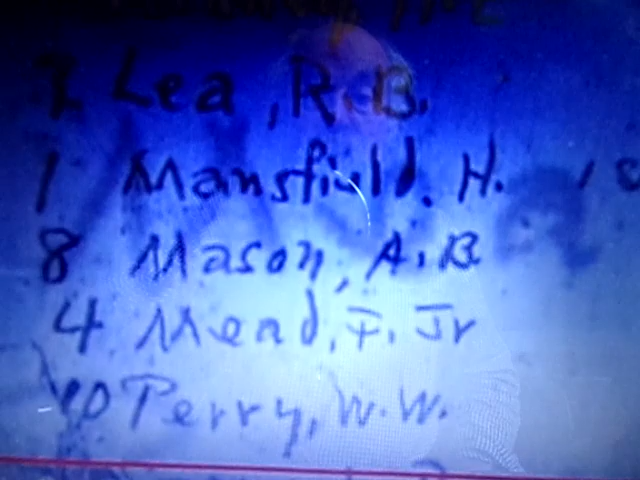 Lea, R.B.
1 Mansfield. H.
8 Mason, A.B
4 Mead, F. Jr
10 Perry, W.W.